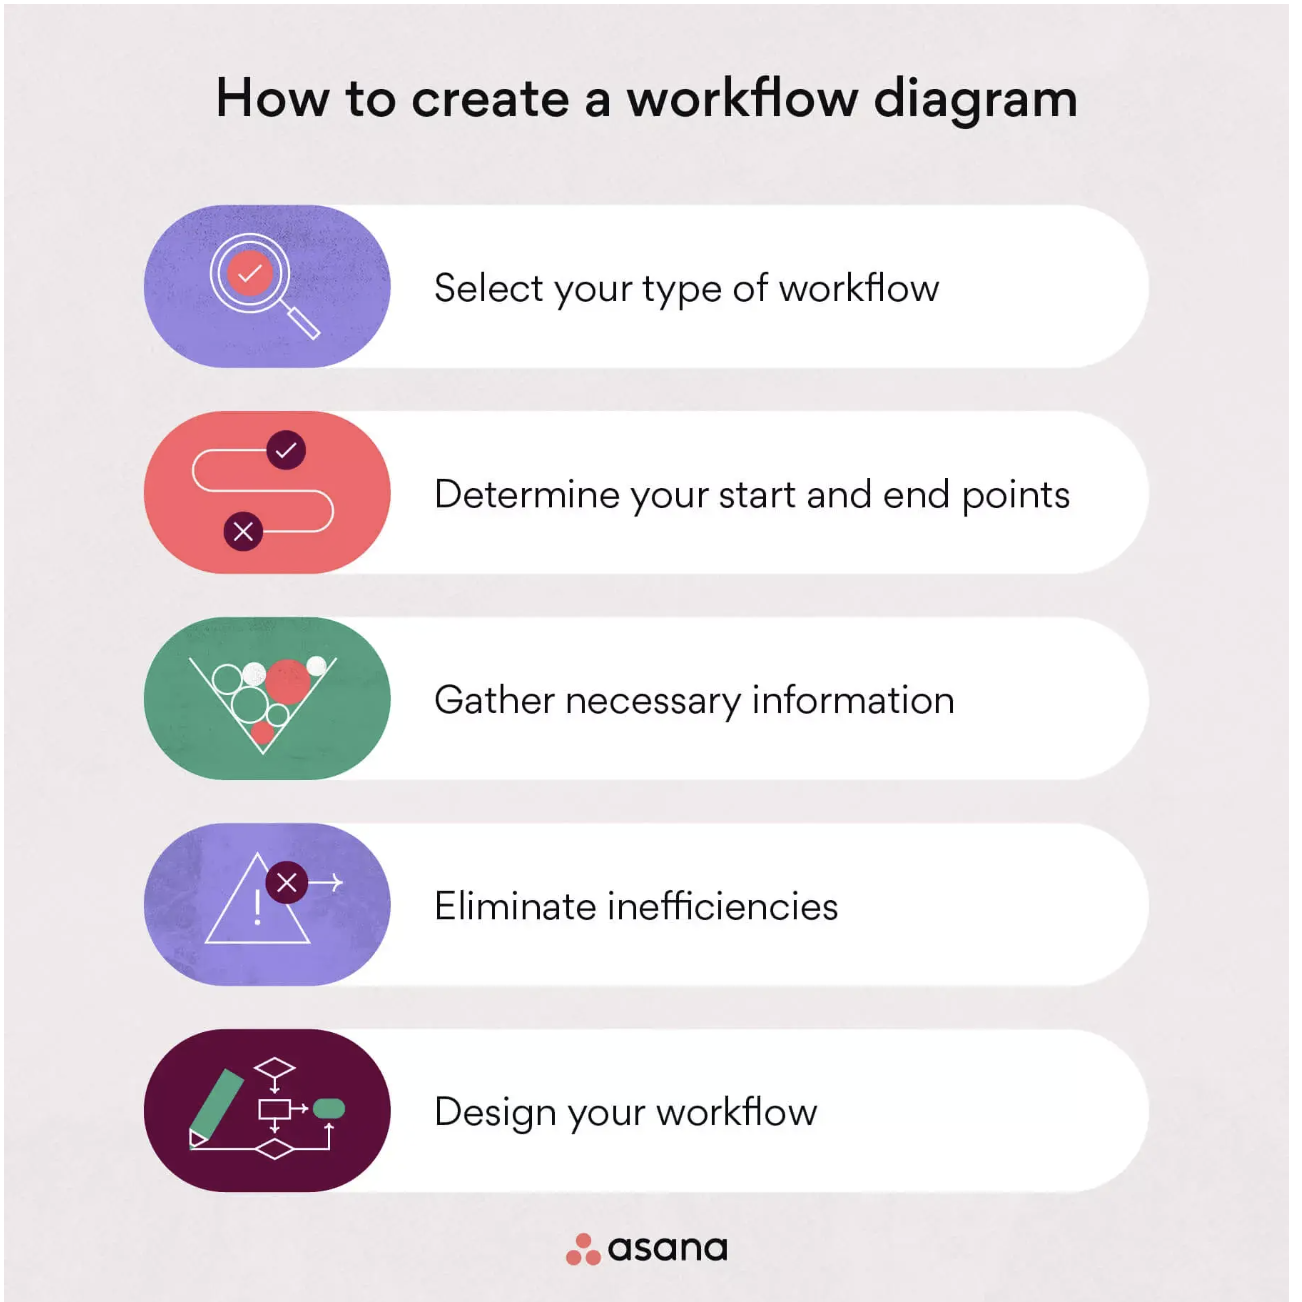 How to create a workflow diagram
Select your type of workflow
Determine your start and end points
Gather necessary information
Eliminate inefficiencies
Design your workflow
asana